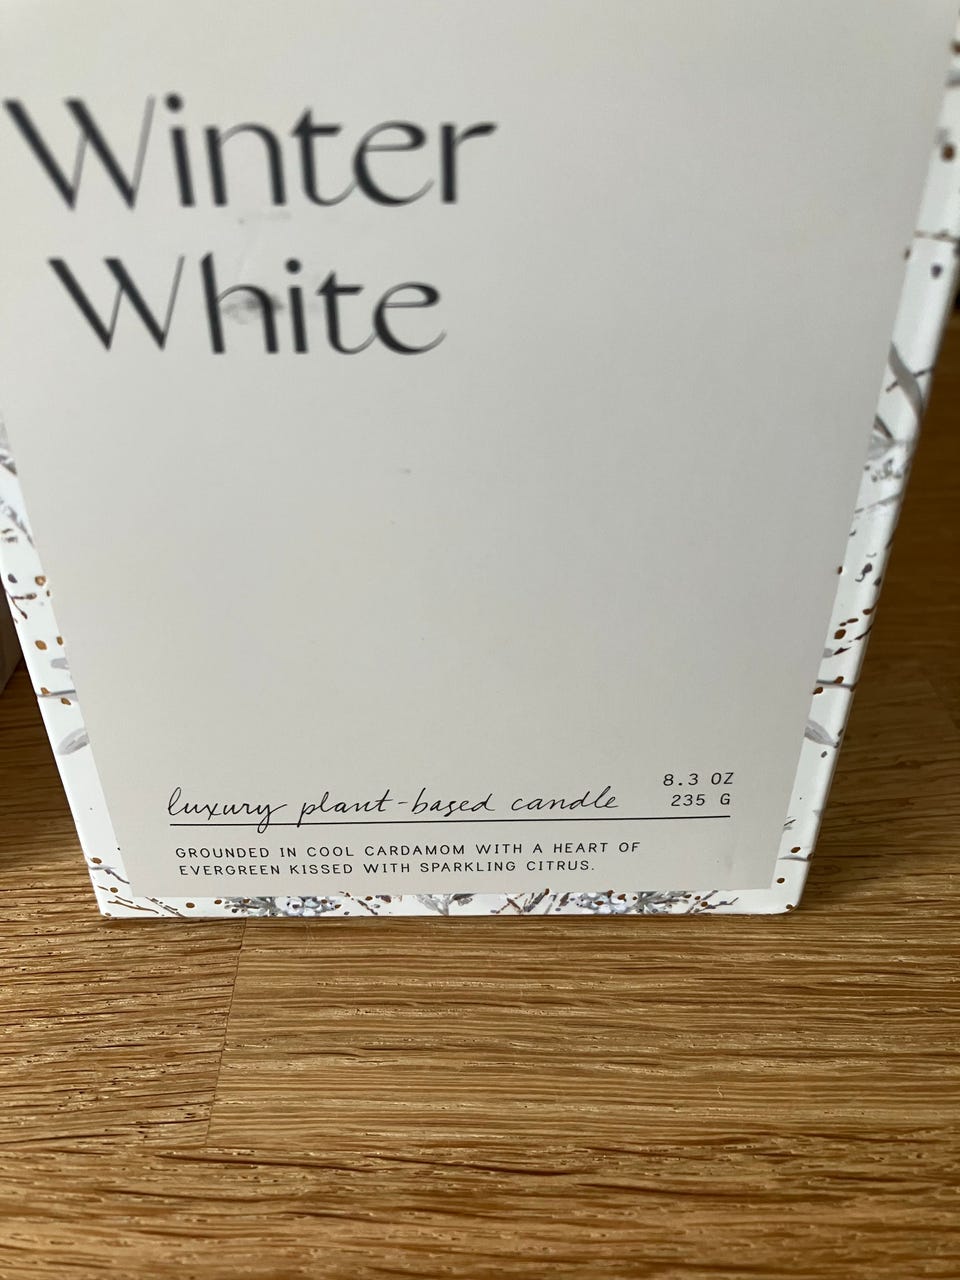 Winter
White
luxury plant-based candle
8.3 OZ
235 G
GROUNDED IN COOL CARDAMOM WITH A HEART OF
EVERGREEN KISSED WITH SPARKLING CITRUS.